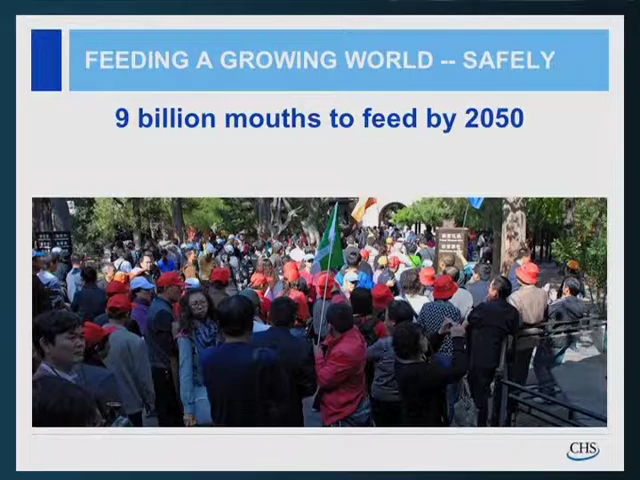 FEEDING A GROWING WORLD -- SAFELY
9 billion mouths to feed by 2050
CHS